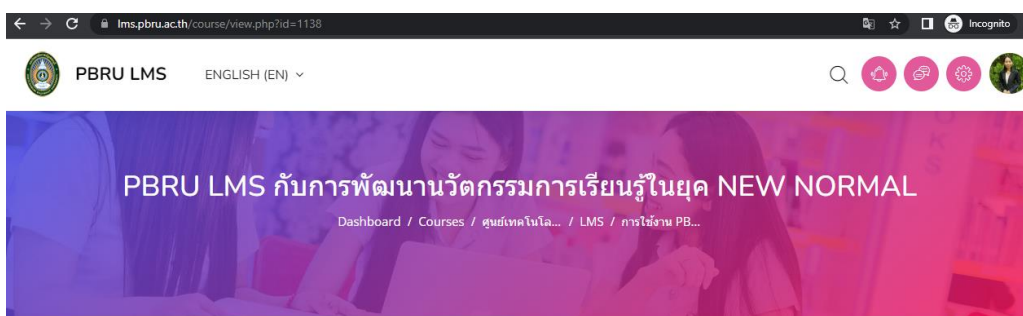 lms.pbru.ac.th/course/view.php?id=1138
Incognito
PBRU LMS
ENGLISH (EN)
PBRU LMS กับการพัฒนานวัตกรรมการเรียนรู้ในยุค NEW NORMAL
Dashboard / Courses / ศูนย์เทคโนโล... / LMS / การใช้งาน PB...